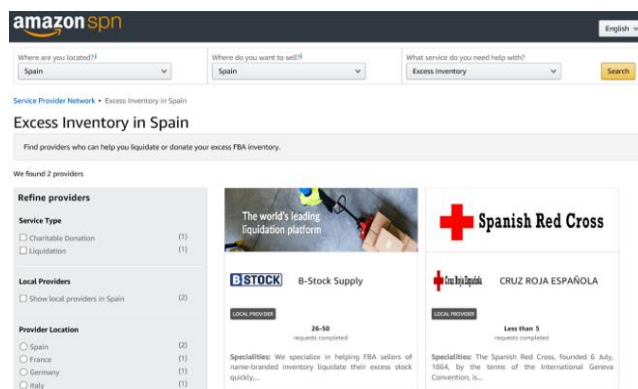 amazon spn
English
Where are you located?
Where do you want to sell?
What service do you need help with?
Spain
Spain
Excess Inventory
Search
Service Provider Network • Excess Inventory in Spain
Excess Inventory in Spain
Find providers who can help you liquidate or donate your excess FBA inventory.
We found 2 providers
Refine providers
Service Type
Charitable Donation (1)
Liquidation (1)
Local Providers
Show local providers in Spain (2)
Provider Location
Spain (2)
France (1)
Germany (1)
Italy (1)
The world's leading
liquidation platform
B-STOCK
B-Stock Supply
LOCAL PROVIDER
26-50
requests completed
Specialities: We specialize in helping FBA sellers of
name-branded inventory liquidate their excess stock
quickly,...
Spanish Red Cross
Cruz Roja Española
CRUZ ROJA ESPAÑOLA
LOCAL PROVIDER
Less than 5
requests completed
Specialities: The Spanish Red Cross, founded 6 July,
1864, by the terms of the International Geneva
Convention, is...